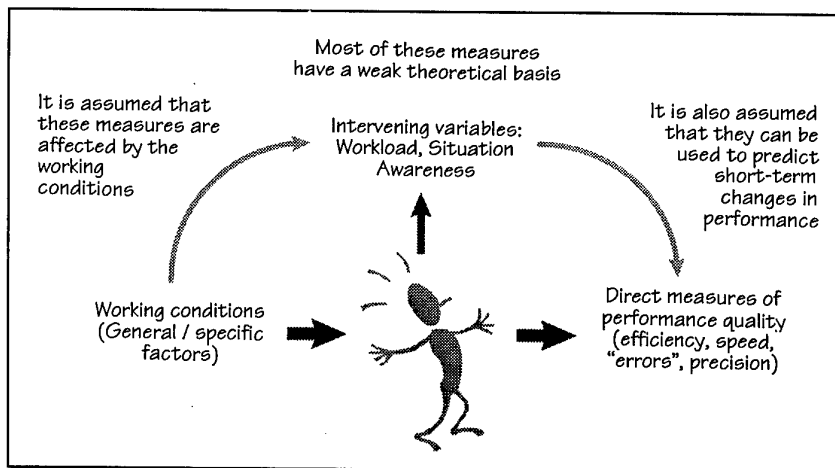 Most of these measures
have a weak theoretical basis
It is assumed that
these measures are
affected by the
working
conditions
Intervening variables:
Workload, Situation
Awareness
It is also assumed
that they can be
used to predict
short-term
changes in
performance
Working conditions
(General / specific
factors)
Direct measures of
performance quality
(efficiency, speed,
"errors", precision)